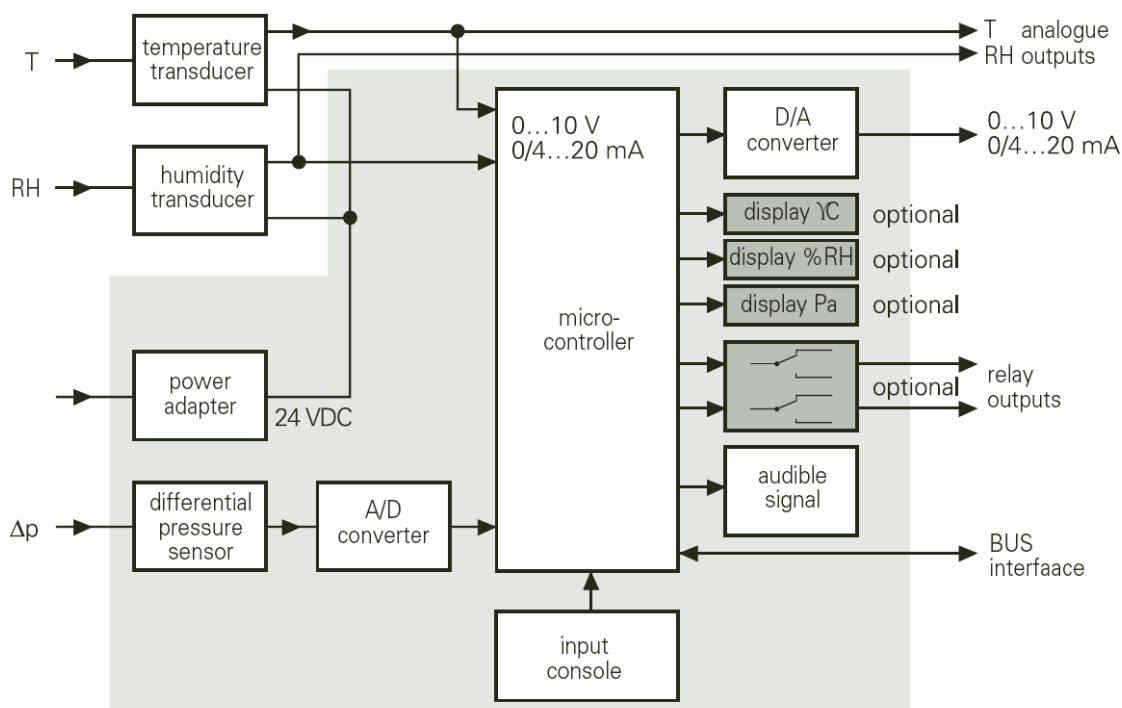 temperature
transducer
T
T analogue
RH outputs
0...10 V
0/4...20 mA
D/A
converter
0...10 V
0/4...20 mA
RH
humidity
transducer
display ϒC
optional
display %RH
optional
display Pa
optional
micro-
controller
power
adapter
24 VDC
optional
relay
outputs
differential
pressure
sensor
Δp
A/D
converter
audible
signal
BUS
interfaace
input
console